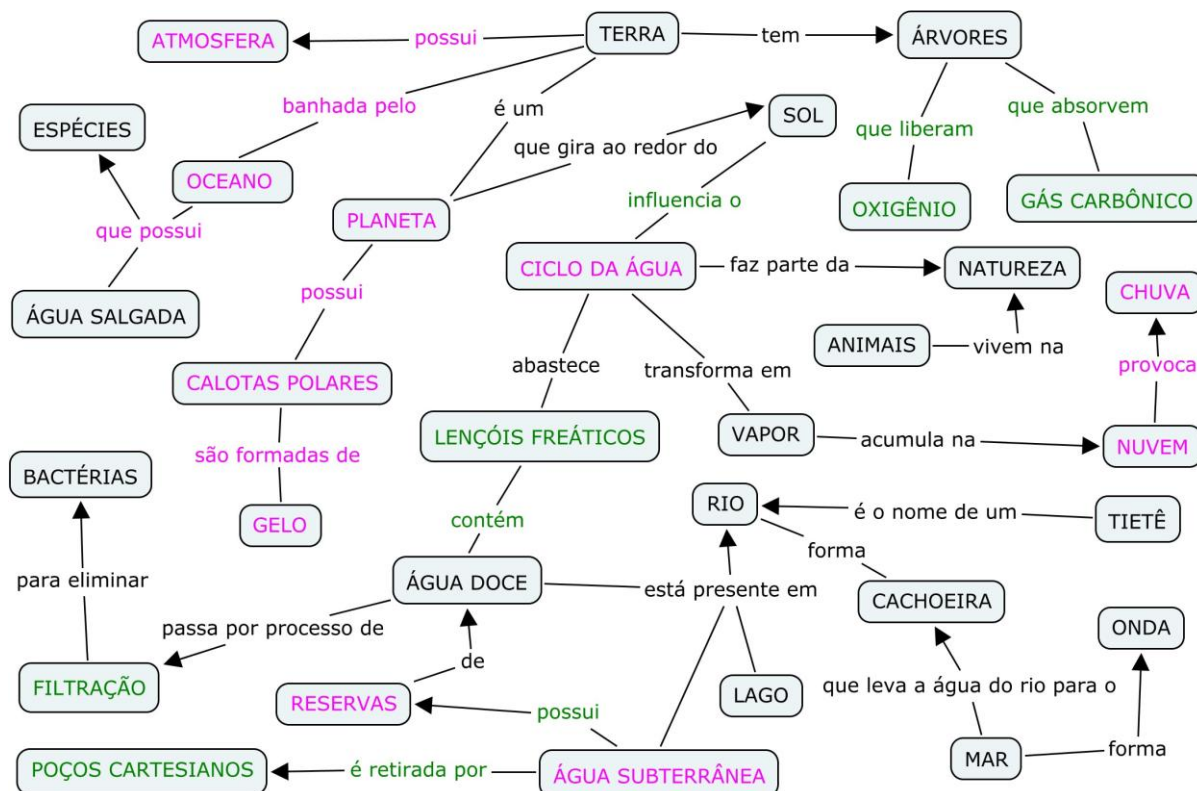 TERRA
tem
ÁRVORES
possui
ATMOSFERA
banhada pelo
é um
que absorvem
ESPÉCIES
SOL
que liberam
que gira ao redor do
OCEANO
influencia o
OXIGÊNIO
GÁS CARBÔNICO
PLANETA
que possui
CICLO DA ÁGUA
faz parte da
NATUREZA
possui
CHUVA
ÁGUA SALGADA
ANIMAIS
vivem na
abastece
transforma em
provoca
CALOTAS POLARES
LENÇÓIS FREÁTICOS
VAPOR
acumula na
NUVEM
são formadas de
BACTÉRIAS
RIO
é o nome de um
TIETÊ
GELO
contém
forma
para eliminar
ÁGUA DOCE
está presente em
CACHOEIRA
ONDA
passa por processo de
de
FILTRAÇÃO
RESERVAS
possui
LAGO
que leva a água do rio para o
POÇOS CARTESIANOS
é retirada por
ÁGUA SUBTERRÂNEA
MAR
forma